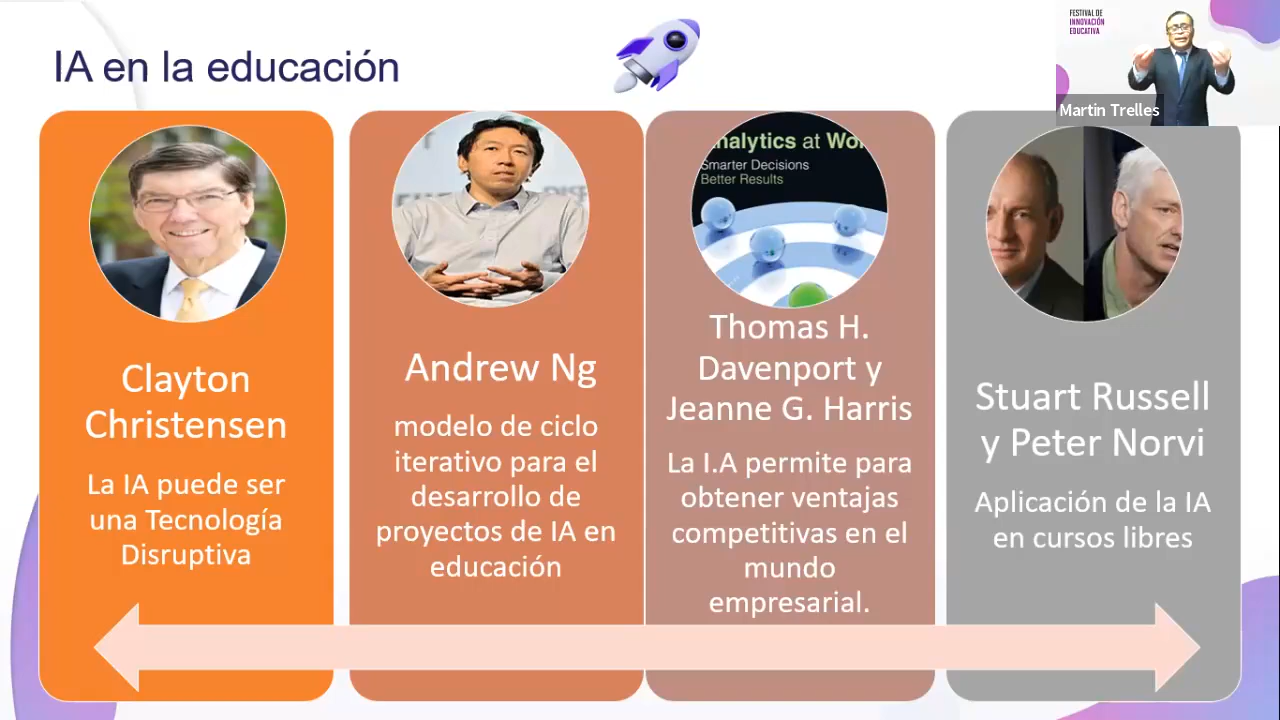 IA en la educación
FESTIVAL DE
INNOVACIÓN
EDUCATIVA
Martín Trelles
Clayton
Christensen
La IA puede ser
una Tecnología
Disruptiva
Andrew Ng
modelo de ciclo
iterativo para el
desarrollo de
proyectos de IA en
educación
nalytics at Wor
Smarter Decisions
Better Results
Thomas H.
Davenport y
Jeanne G. Harris
La I.A permite para
obtener ventajas
competitivas en el
mundo
empresarial.
Stuart Russell
y Peter Norvi
Aplicación de la IA
en cursos libres